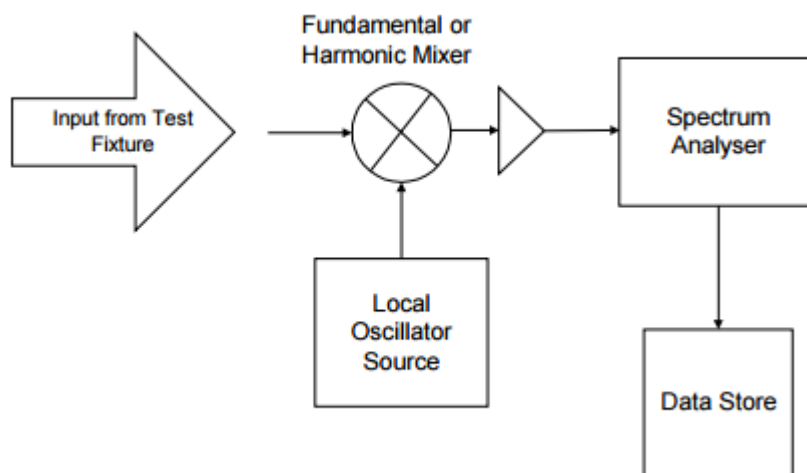 Fundamental or
Harmonic Mixer
Input from Test
Fixture
Spectrum
Analyser
Local
Oscillator
Source
Data Store